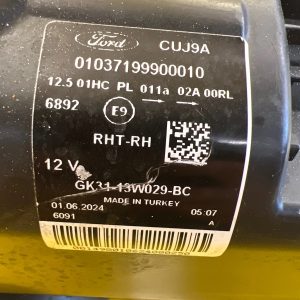 Ford CUJ9A
01037199900010
12.5 01HC PL 011a 02A 00RL
6892 E9
RHT-RH
12 V
GK31-13W029-BC
MADE IN TURKEY
01.06.2024 05:07
6091 A